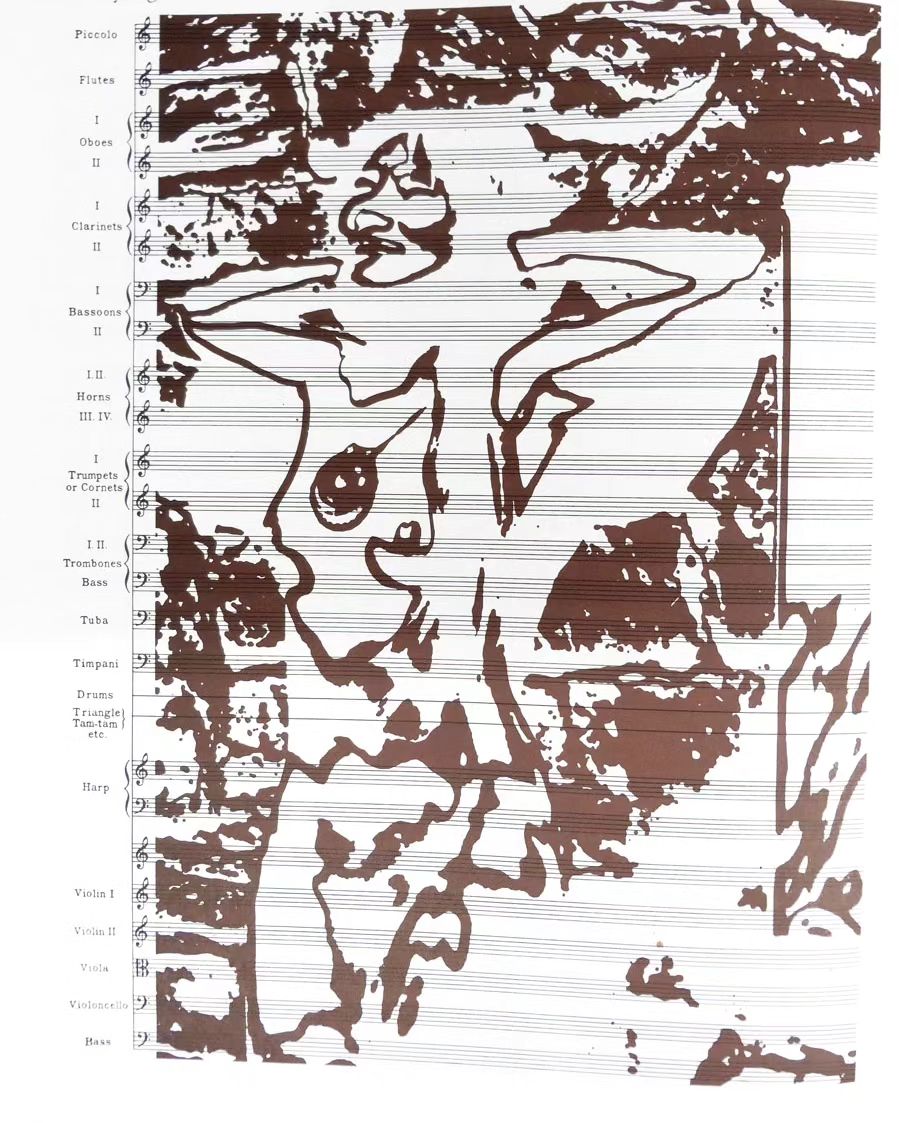 Piccolo
Flutes
I
Oboes
II
I
Clarinets
II
I
Bassoons
II
I.II.
Horns
III. IV.
I
Trumpets
or Cornets
II
I. II.
Trombones
Bass
Tuba
Timpani
Drums
Triangle
Tam-tam
etc.
Harp
Violin I
Violin II
Viola
Violoncello
Bass